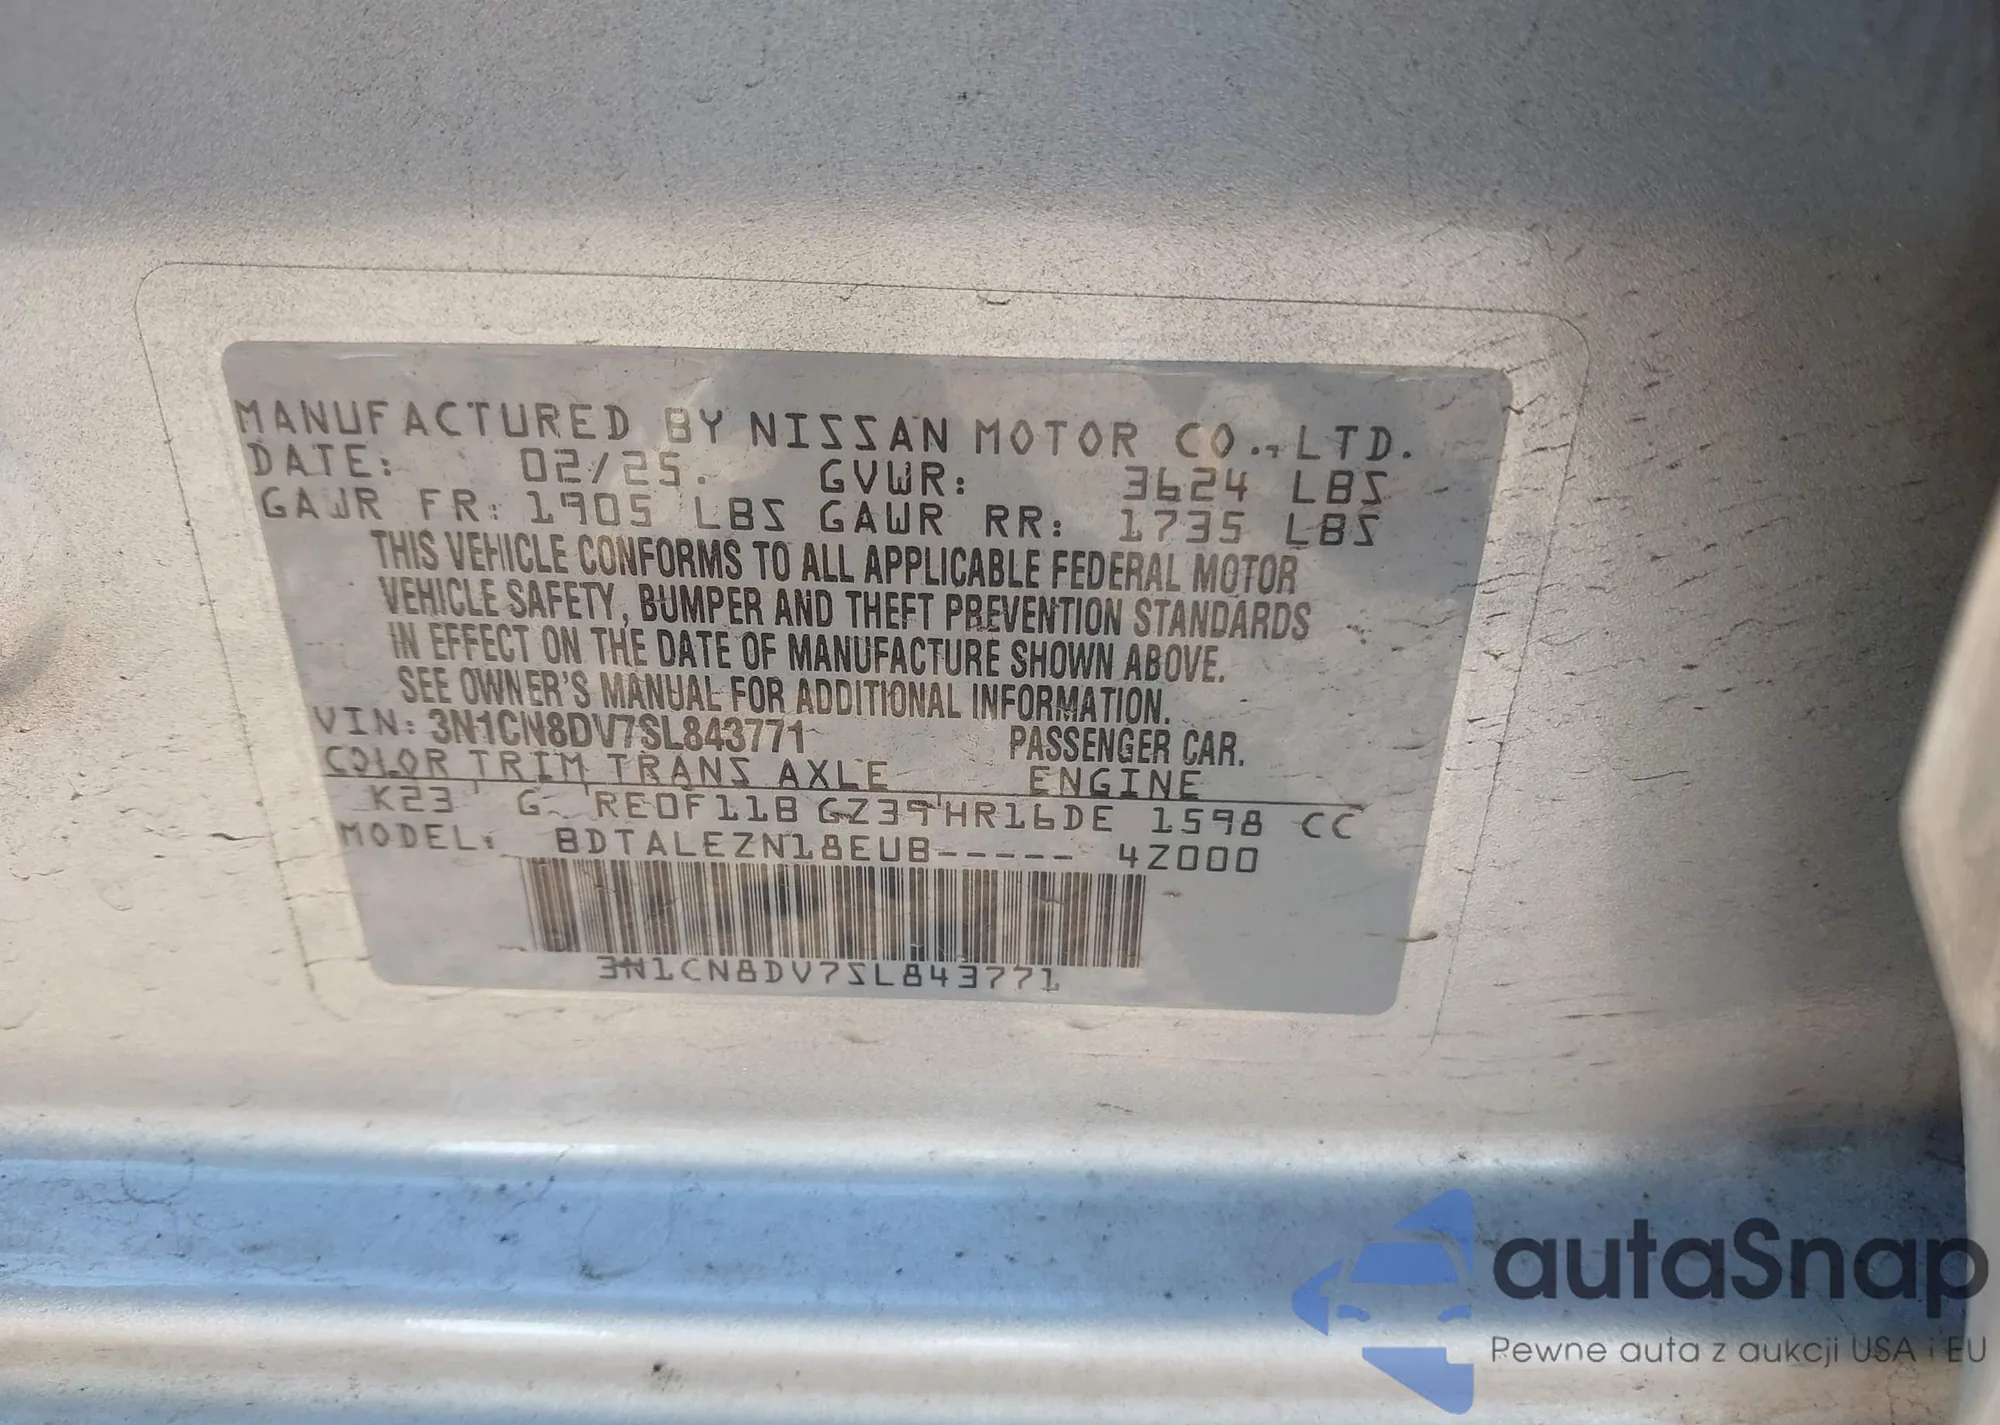 MANUFACTURED BY NISSAN MOTOR CO., LTD.
DATE: 02/25. GVWR: 3624 LBS
GAWR FR: 1905 LBS GAWR RR: 1735 LBS
THIS VEHICLE CONFORMS TO ALL APPLICABLE FEDERAL MOTOR
VEHICLE SAFETY, BUMPER AND THEFT PREVENTION STANDARDS
IN EFFECT ON THE DATE OF MANUFACTURE SHOWN ABOVE.
SEE OWNER'S MANUAL FOR ADDITIONAL INFORMATION.
VIN: 3N1CN8DV7SL843771 PASSENGER CAR.
COLOR TRIM TRANS AXLE ENGINE
K23 G RE0F11B GZ39 HR16DE 1598 CC
MODEL: BDTALEZN18EUB----- 4Z000
3N1CN8DV7SL843771
autaSnap
Pewne auta z aukcji USA i EU